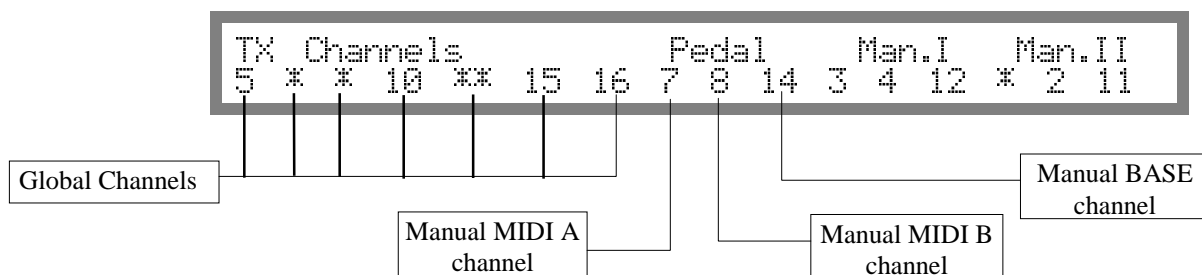 TX Channels Pedal Man.I Man.II
5 * * 10 ** 15 16 7 8 14 3 4 12 * 2 11
Global Channels
Manual BASE
channel
Manual MIDI A
channel
Manual MIDI B
channel